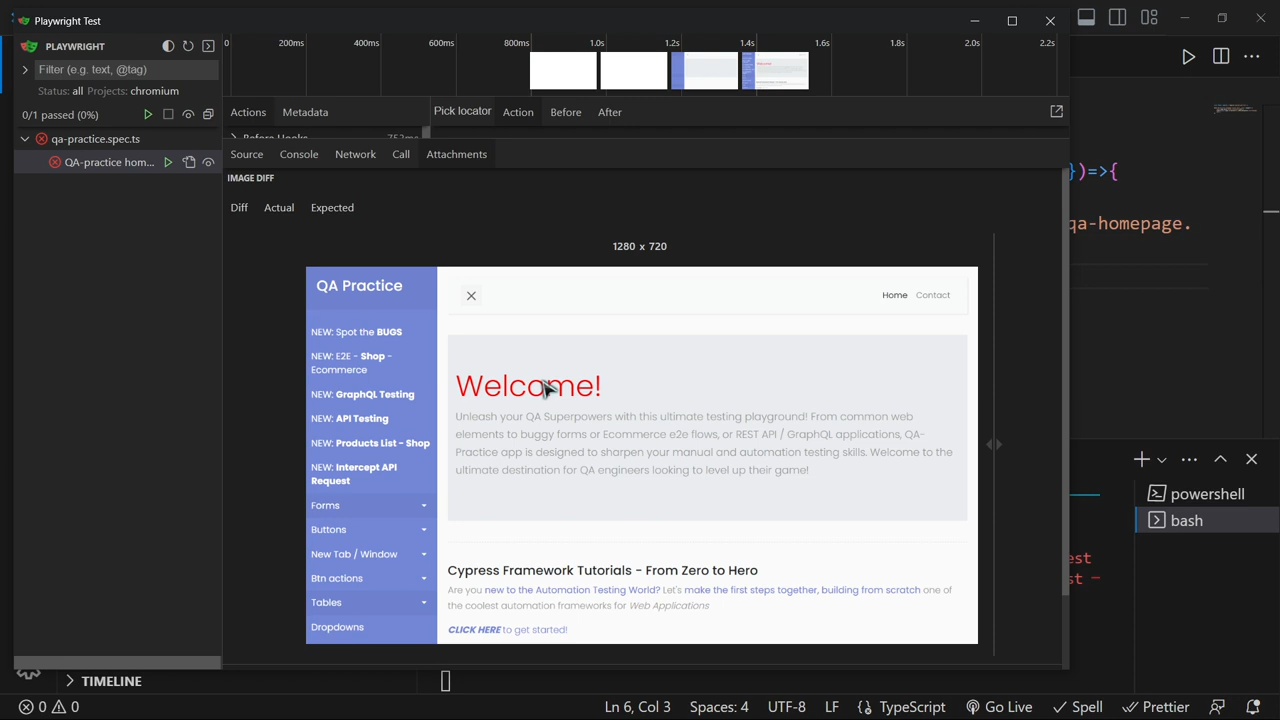 Playwright Test
PLAYWRIGHT
Filter (e.g. text, @tag)
Status: all Projects: chromium
0/1 passed (0%)
qa-practice.spec.ts
QA-practice hom...
0
200ms
400ms
600ms
800ms
1.0s
1.2s
1.4s
1.6s
1.8s
2.0s
2.2s
Actions
Metadata
Pick locator
Action
Before
After
Before Hooks
753ms
Source
Console
Network
Call
Attachments
IMAGE DIFF
Diff
Actual
Expected
1280 x 720
QA Practice
Home
Contact
NEW: Spot the BUGS
NEW: E2E - Shop -
Ecommerce
NEW: GraphQL Testing
NEW: API Testing
NEW: Products List - Shop
NEW: Intercept API
Request
Forms
Buttons
New Tab / Window
Btn actions
Tables
Dropdowns
Welcome!
Unleash your QA Superpowers with this ultimate testing playground! From common web
elements to buggy forms or Ecommerce e2e flows, or REST API / GraphQL applications, QA-
Practice app is designed to sharpen your manual and automation testing skills. Welcome to the
ultimate destination for QA engineers looking to level up their game!
Cypress Framework Tutorials - From Zero to Hero
Are you new to the Automation Testing World? Let's make the first steps together, building from scratch one of
the coolest automation frameworks for Web Applications
CLICK HERE to get started!
})=>{
qa-homepage.
powershell
bash
est
st -
TIMELINE
0 0
Ln 6, Col 3
Spaces: 4
UTF-8
LF
{} TypeScript
Go Live
Spell
Prettier